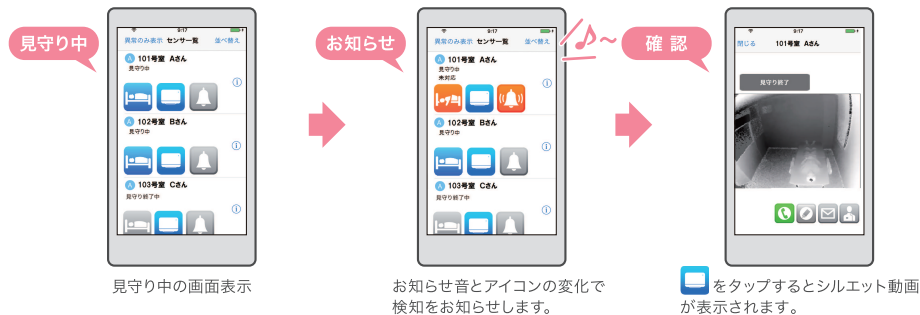 見守り中
9:17
異常のみ表示 センサ一覧 並べ替え
A 101号室 Aさん
見守り中
A 102号室 Bさん
見守り中
A 103号室 Cさん
見守り終了中
見守り中の画面表示
お知らせ
9:17
異常のみ表示 センサ一覧 並べ替え
A 101号室 Aさん
見守り中
未対応
A 102号室 Bさん
見守り中
A 103号室 Cさん
見守り終了中
お知らせ音とアイコンの変化で
検知をお知らせします。
確認
9:17
閉じる 101号室 Aさん
見守り終了
をタップするとシルエット動画
が表示されます。